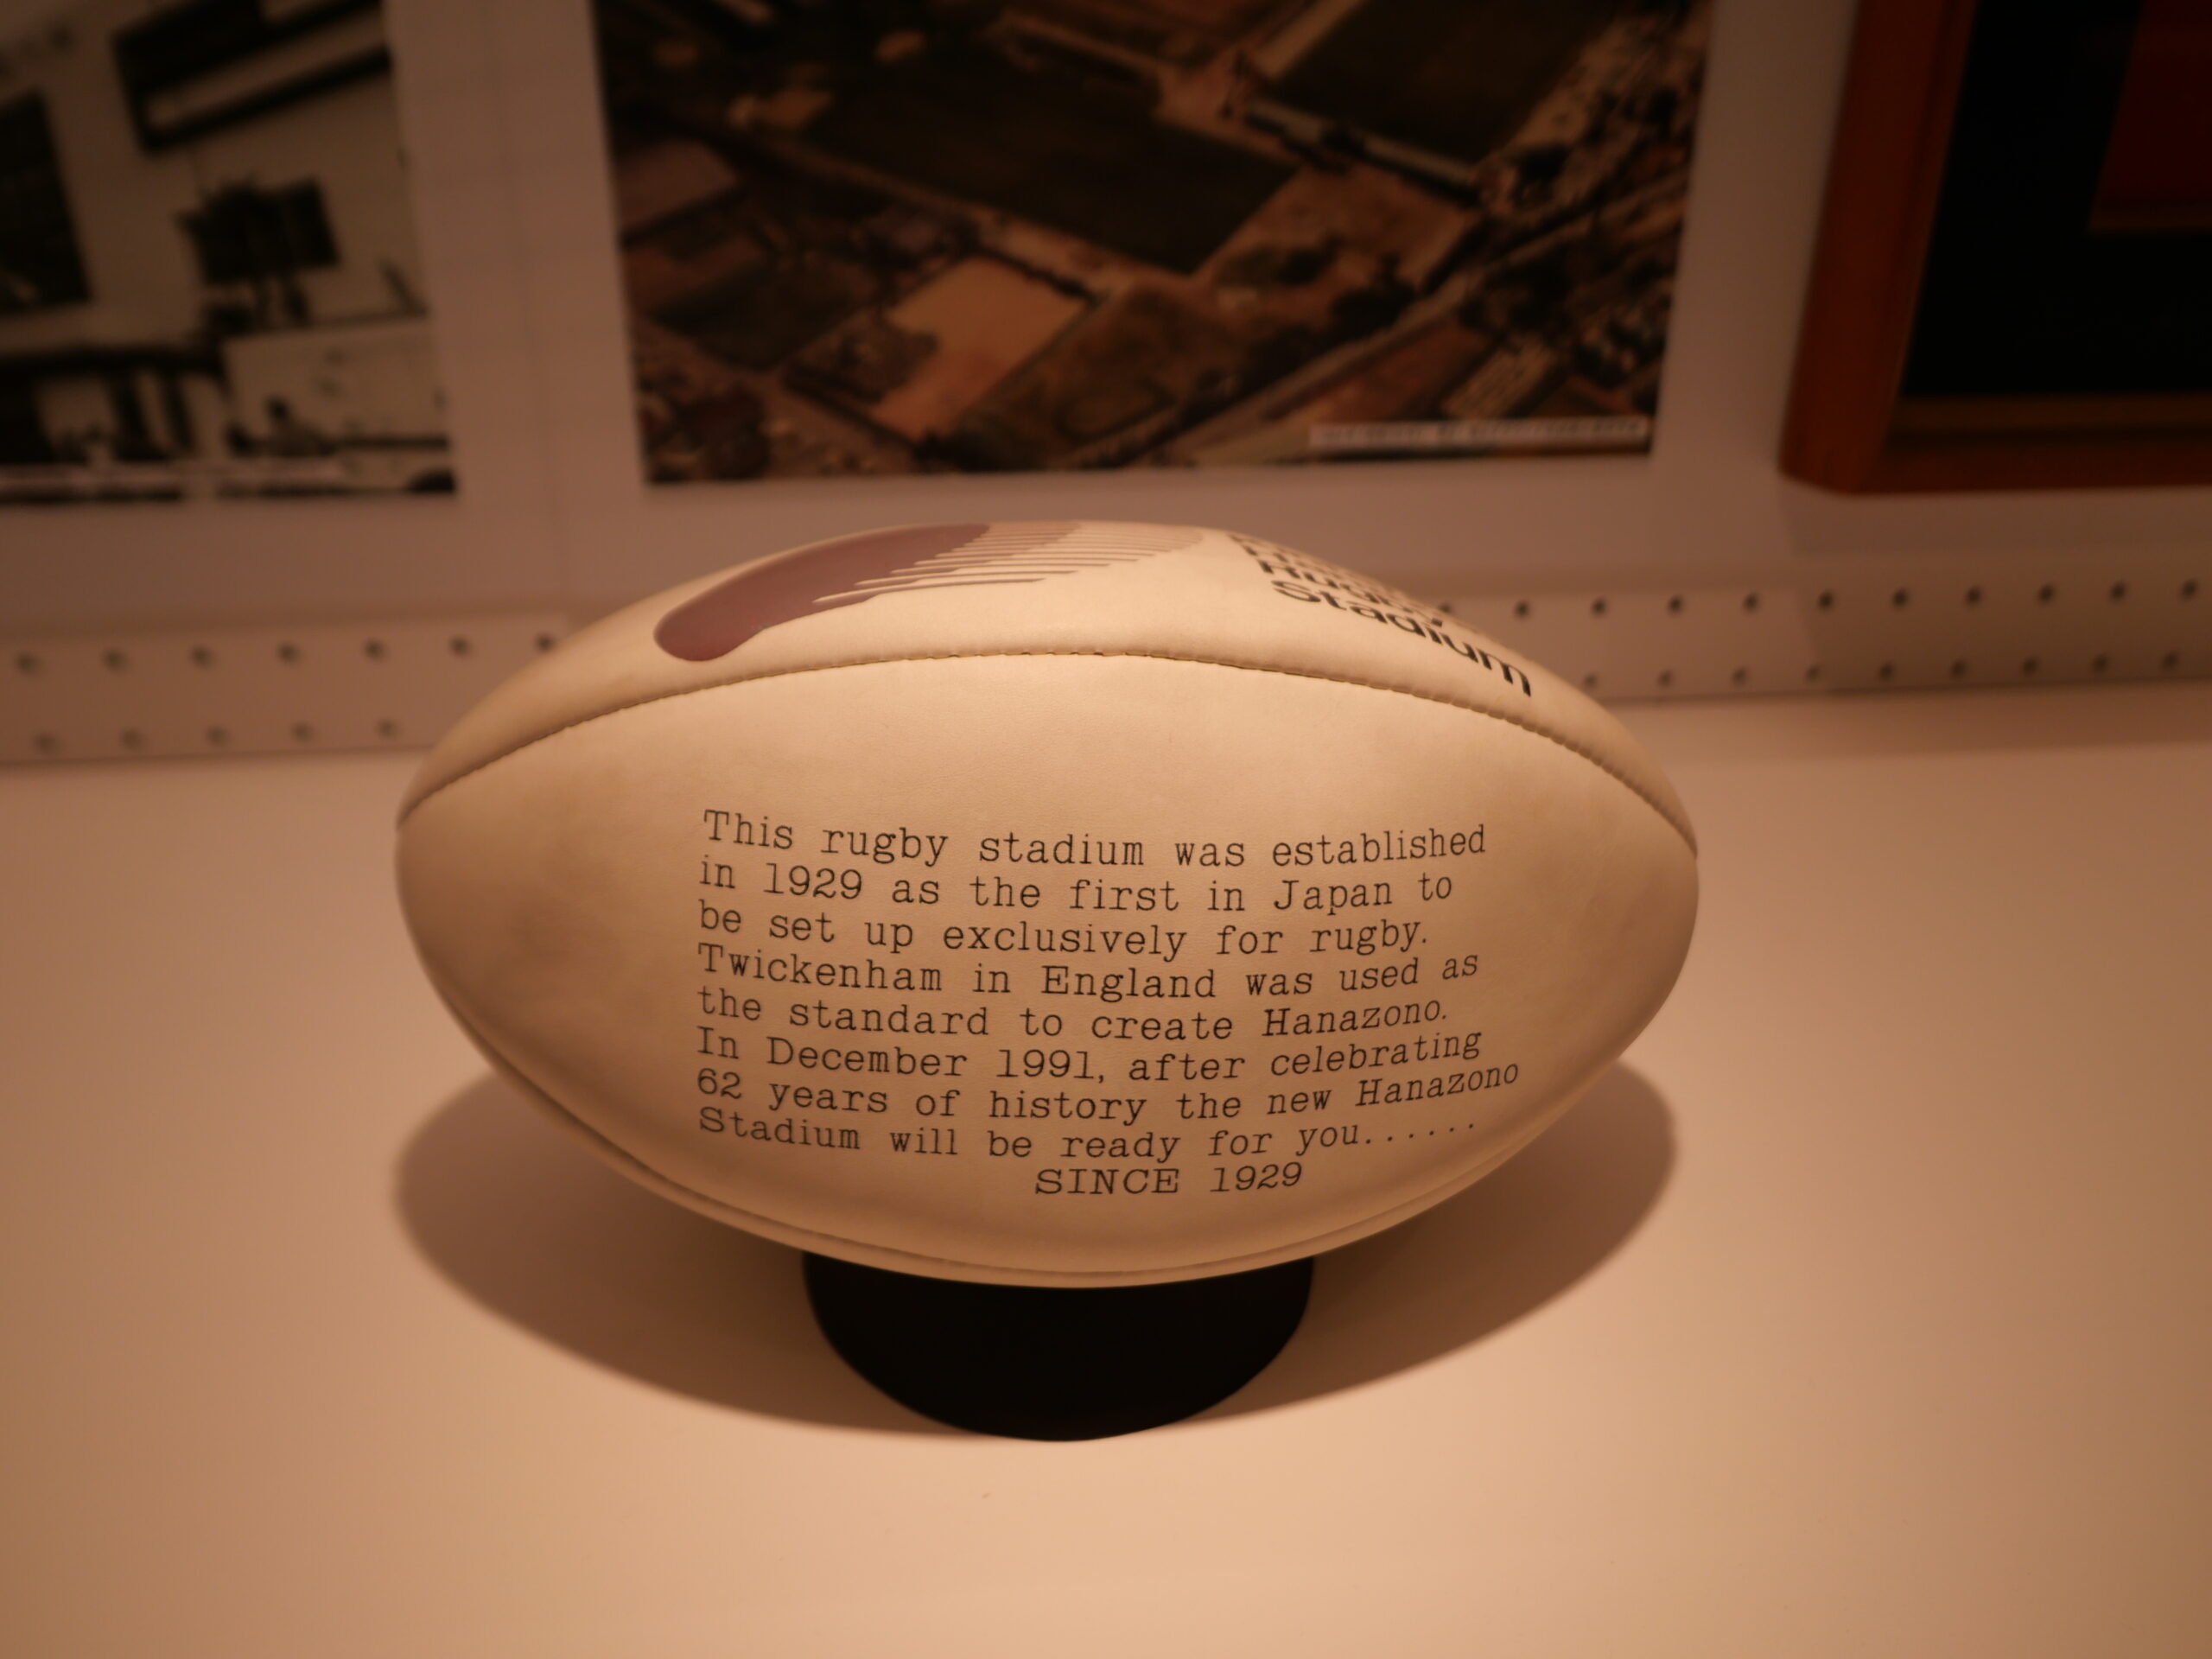 Rugby
Stadium
This rugby stadium was established
in 1929 as the first in Japan to
be set up exclusively for rugby.
Twickenham in England was used as
the standard to create Hanazono.
In December 1991, after celebrating
62 years of history the new Hanazono
Stadium will be ready for you......
SINCE 1929